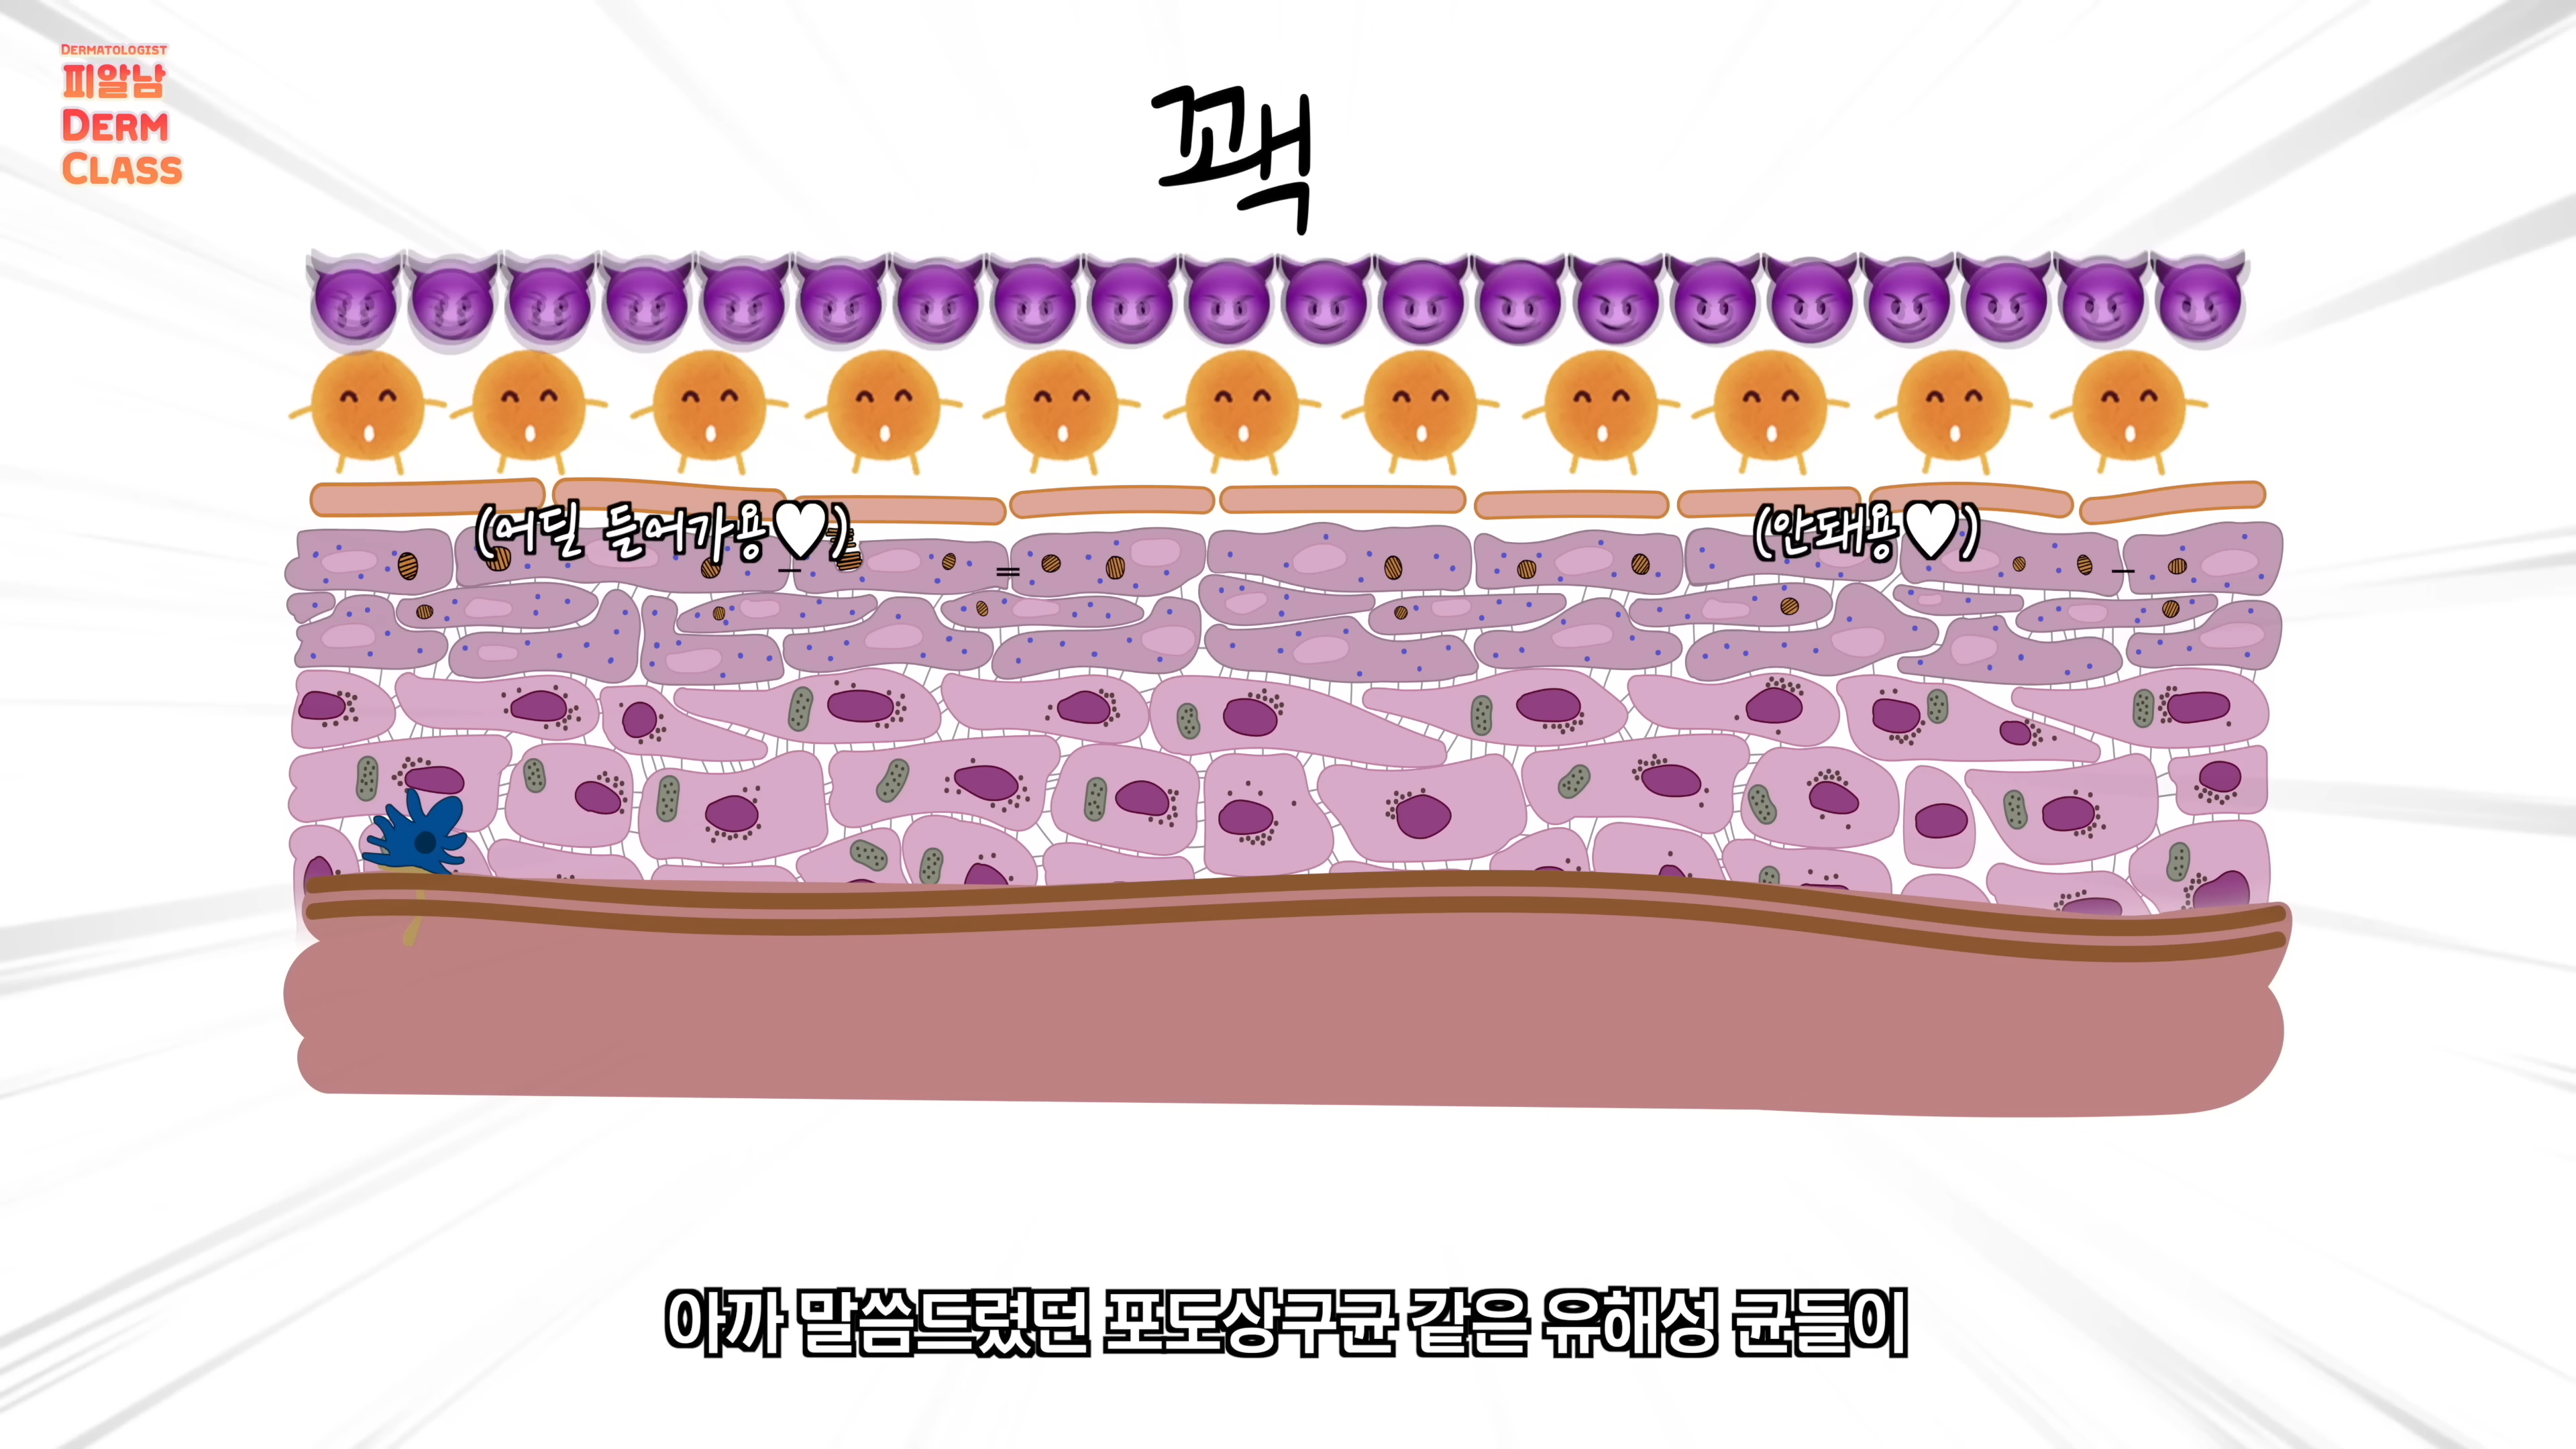 DERMATOLOGIST
피알남
DERM
CLASS
꽥
(어딜 들어가용♥)
(안돼용♥)
아까 말씀드렸던 포도상구균 같은 유해성 균들이